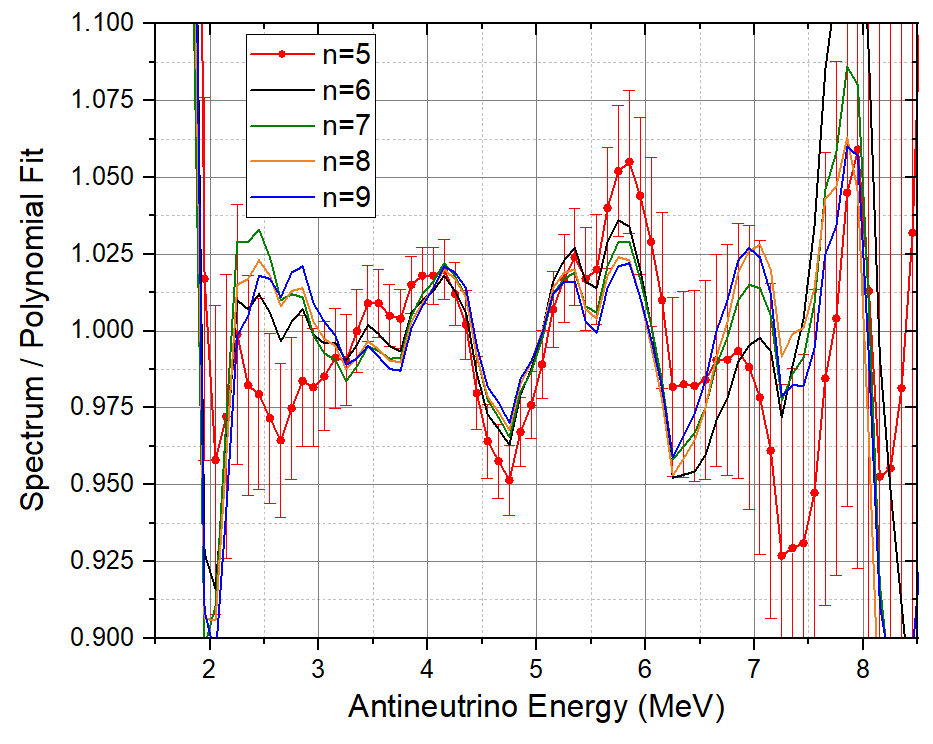 1.100
1.075
1.050
1.025
1.000
0.975
0.950
0.925
0.900
Spectrum / Polynomial Fit
n=5
n=6
n=7
n=8
n=9
2 3 4 5 6 7 8
Antineutrino Energy (MeV)